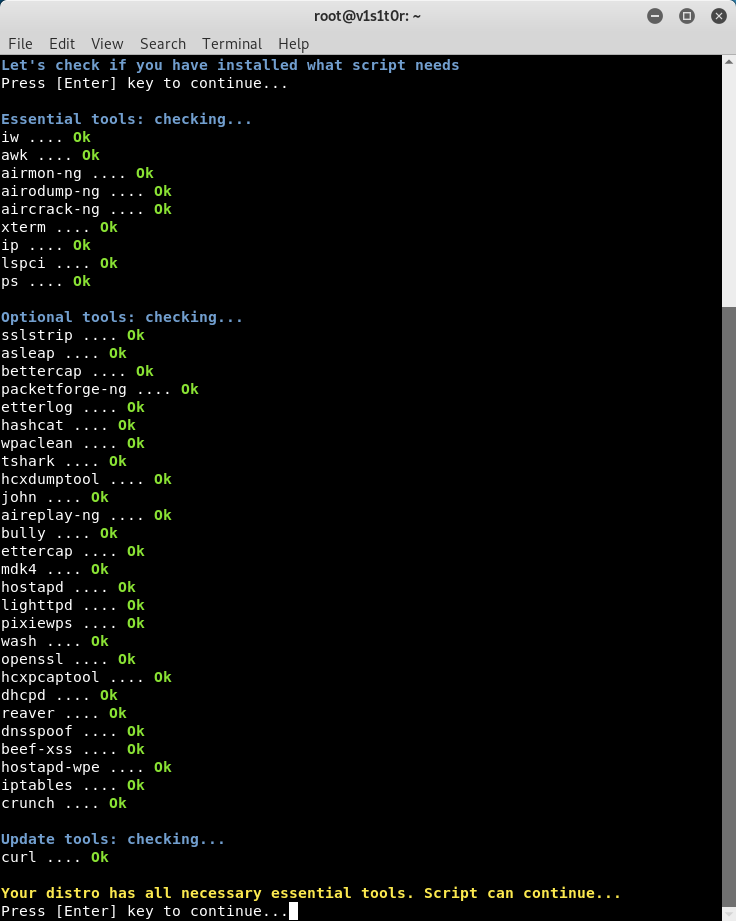 root@v1s1t0r: ~
File Edit View Search Terminal Help
Let's check if you have installed what script needs
Press [Enter] key to continue...
Essential tools: checking...
iw .... Ok
awk .... Ok
airmon-ng .... Ok
airodump-ng .... Ok
aircrack-ng .... Ok
xterm .... Ok
ip .... Ok
lspci .... Ok
ps .... Ok
Optional tools: checking...
sslstrip .... Ok
asleap .... Ok
bettercap .... Ok
packetforge-ng .... Ok
etterlog .... Ok
hashcat .... Ok
wpaclean .... Ok
tshark .... Ok
hcxdumptool .... Ok
john .... Ok
aireplay-ng .... Ok
bully .... Ok
ettercap .... Ok
mdk4 .... Ok
hostapd .... Ok
lighttpd .... Ok
pixiewps .... Ok
wash .... Ok
openssl .... Ok
hcxpcaptool .... Ok
dhcpd .... Ok
reaver .... Ok
dnsspoof .... Ok
beef-xss .... Ok
hostapd-wpe .... Ok
iptables .... Ok
crunch .... Ok
Update tools: checking...
curl .... Ok
Your distro has all necessary essential tools. Script can continue...
Press [Enter] key to continue...